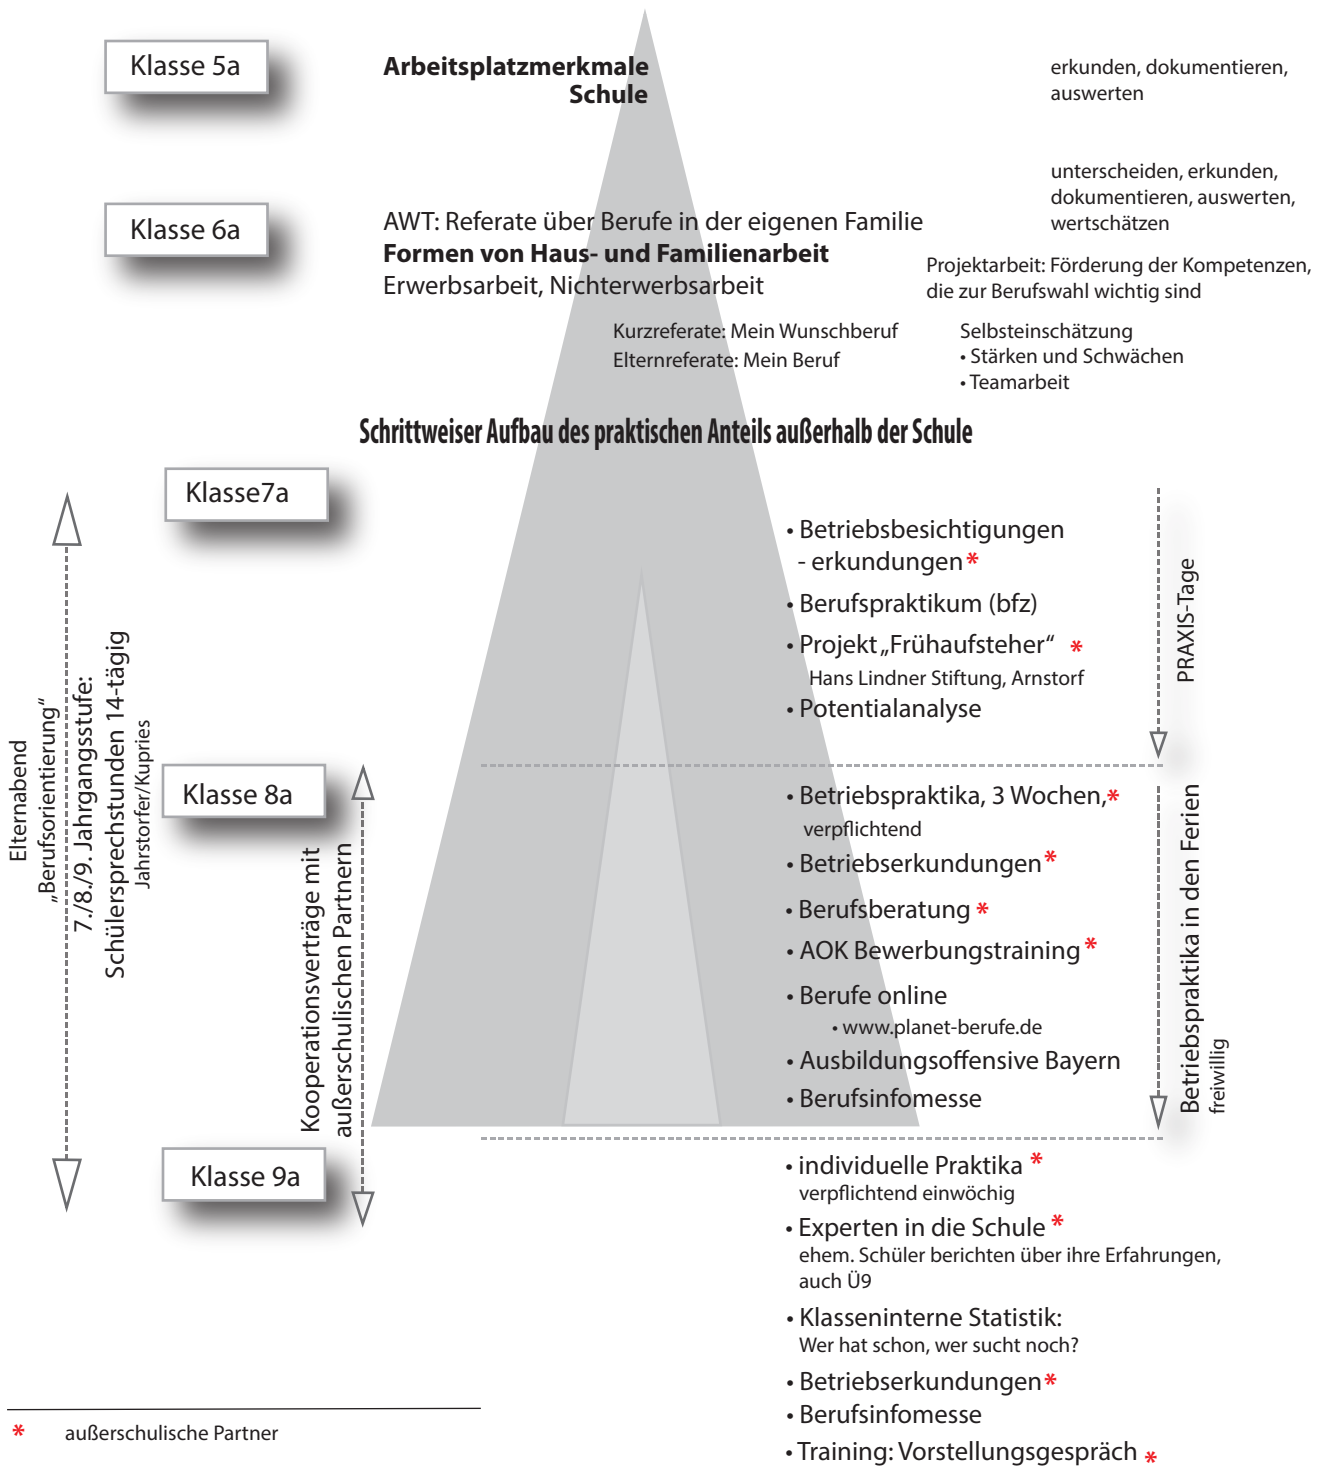 Klasse 5a
Arbeitsplatzmerkmale
Schule
erkunden, dokumentieren,
auswerten
unterscheiden, erkunden,
dokumentieren, auswerten,
wertschätzen
Klasse 6a
AWT: Referate über Berufe in der eigenen Familie
Formen von Haus- und Familienarbeit
Erwerbsarbeit, Nichterwerbsarbeit
Projektarbeit: Förderung der Kompetenzen,
die zur Berufswahl wichtig sind
Kurzreferate: Mein Wunschberuf
Elternreferate: Mein Beruf
Selbsteinschätzung
• Stärken und Schwächen
• Teamarbeit
Schrittweiser Aufbau des praktischen Anteils außerhalb der Schule
Klasse7a
• Betriebsbesichtigungen
- erkundungen*
• Berufspraktikum (bfz)
• Projekt „Frühaufsteher“ *
Hans Lindner Stiftung, Arnstorf
• Potentialanalyse
PRAXIS-Tage
Elternabend
„Berufsorientierung“
7./8./9. Jahrgangsstufe:
Schülersprechstunden 14-tägig
Jahrstorfer/Kupries
Klasse 8a
Kooperationsverträge mit
außerschulischen Partnern
• Betriebspraktika, 3 Wochen,*
verpflichtend
• Betriebserkundungen*
• Berufsberatung *
• AOK Bewerbungstraining*
• Berufe online
• www.planet-berufe.de
• Ausbildungsoffensive Bayern
• Berufsinfomesse
Betriebspraktika in den Ferien
freiwillig
Klasse 9a
• individuelle Praktika *
verpflichtend einwöchig
• Experten in die Schule *
ehem. Schüler berichten über ihre Erfahrungen,
auch Ü9
• Klasseninterne Statistik:
Wer hat schon, wer sucht noch?
• Betriebserkundungen*
• Berufsinfomesse
• Training: Vorstellungsgespräch *
* außerschulische Partner